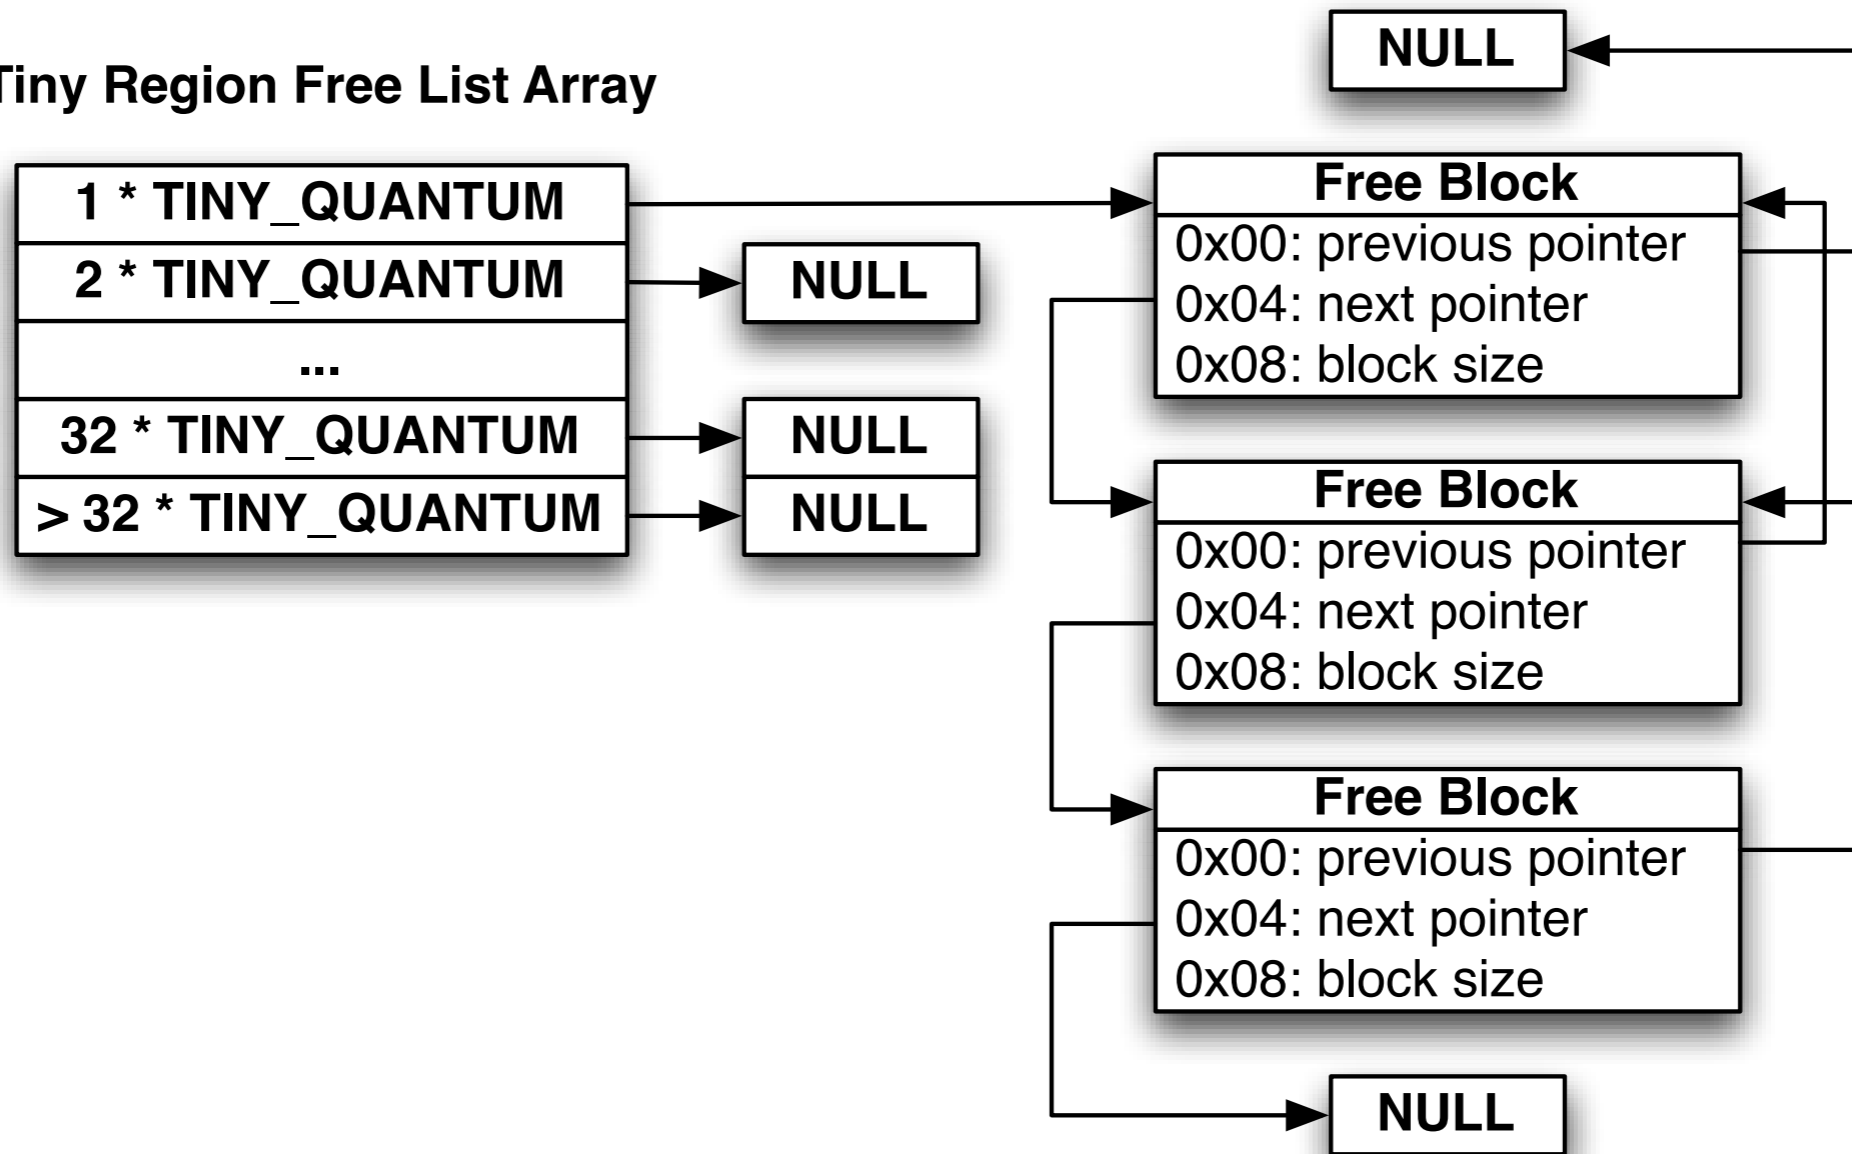 Tiny Region Free List Array
1 * TINY_QUANTUM
2 * TINY_QUANTUM
NULL
...
32 * TINY_QUANTUM
NULL
> 32 * TINY_QUANTUM
NULL
NULL
Free Block
0x00: previous pointer
0x04: next pointer
0x08: block size
Free Block
0x00: previous pointer
0x04: next pointer
0x08: block size
Free Block
0x00: previous pointer
0x04: next pointer
0x08: block size
NULL